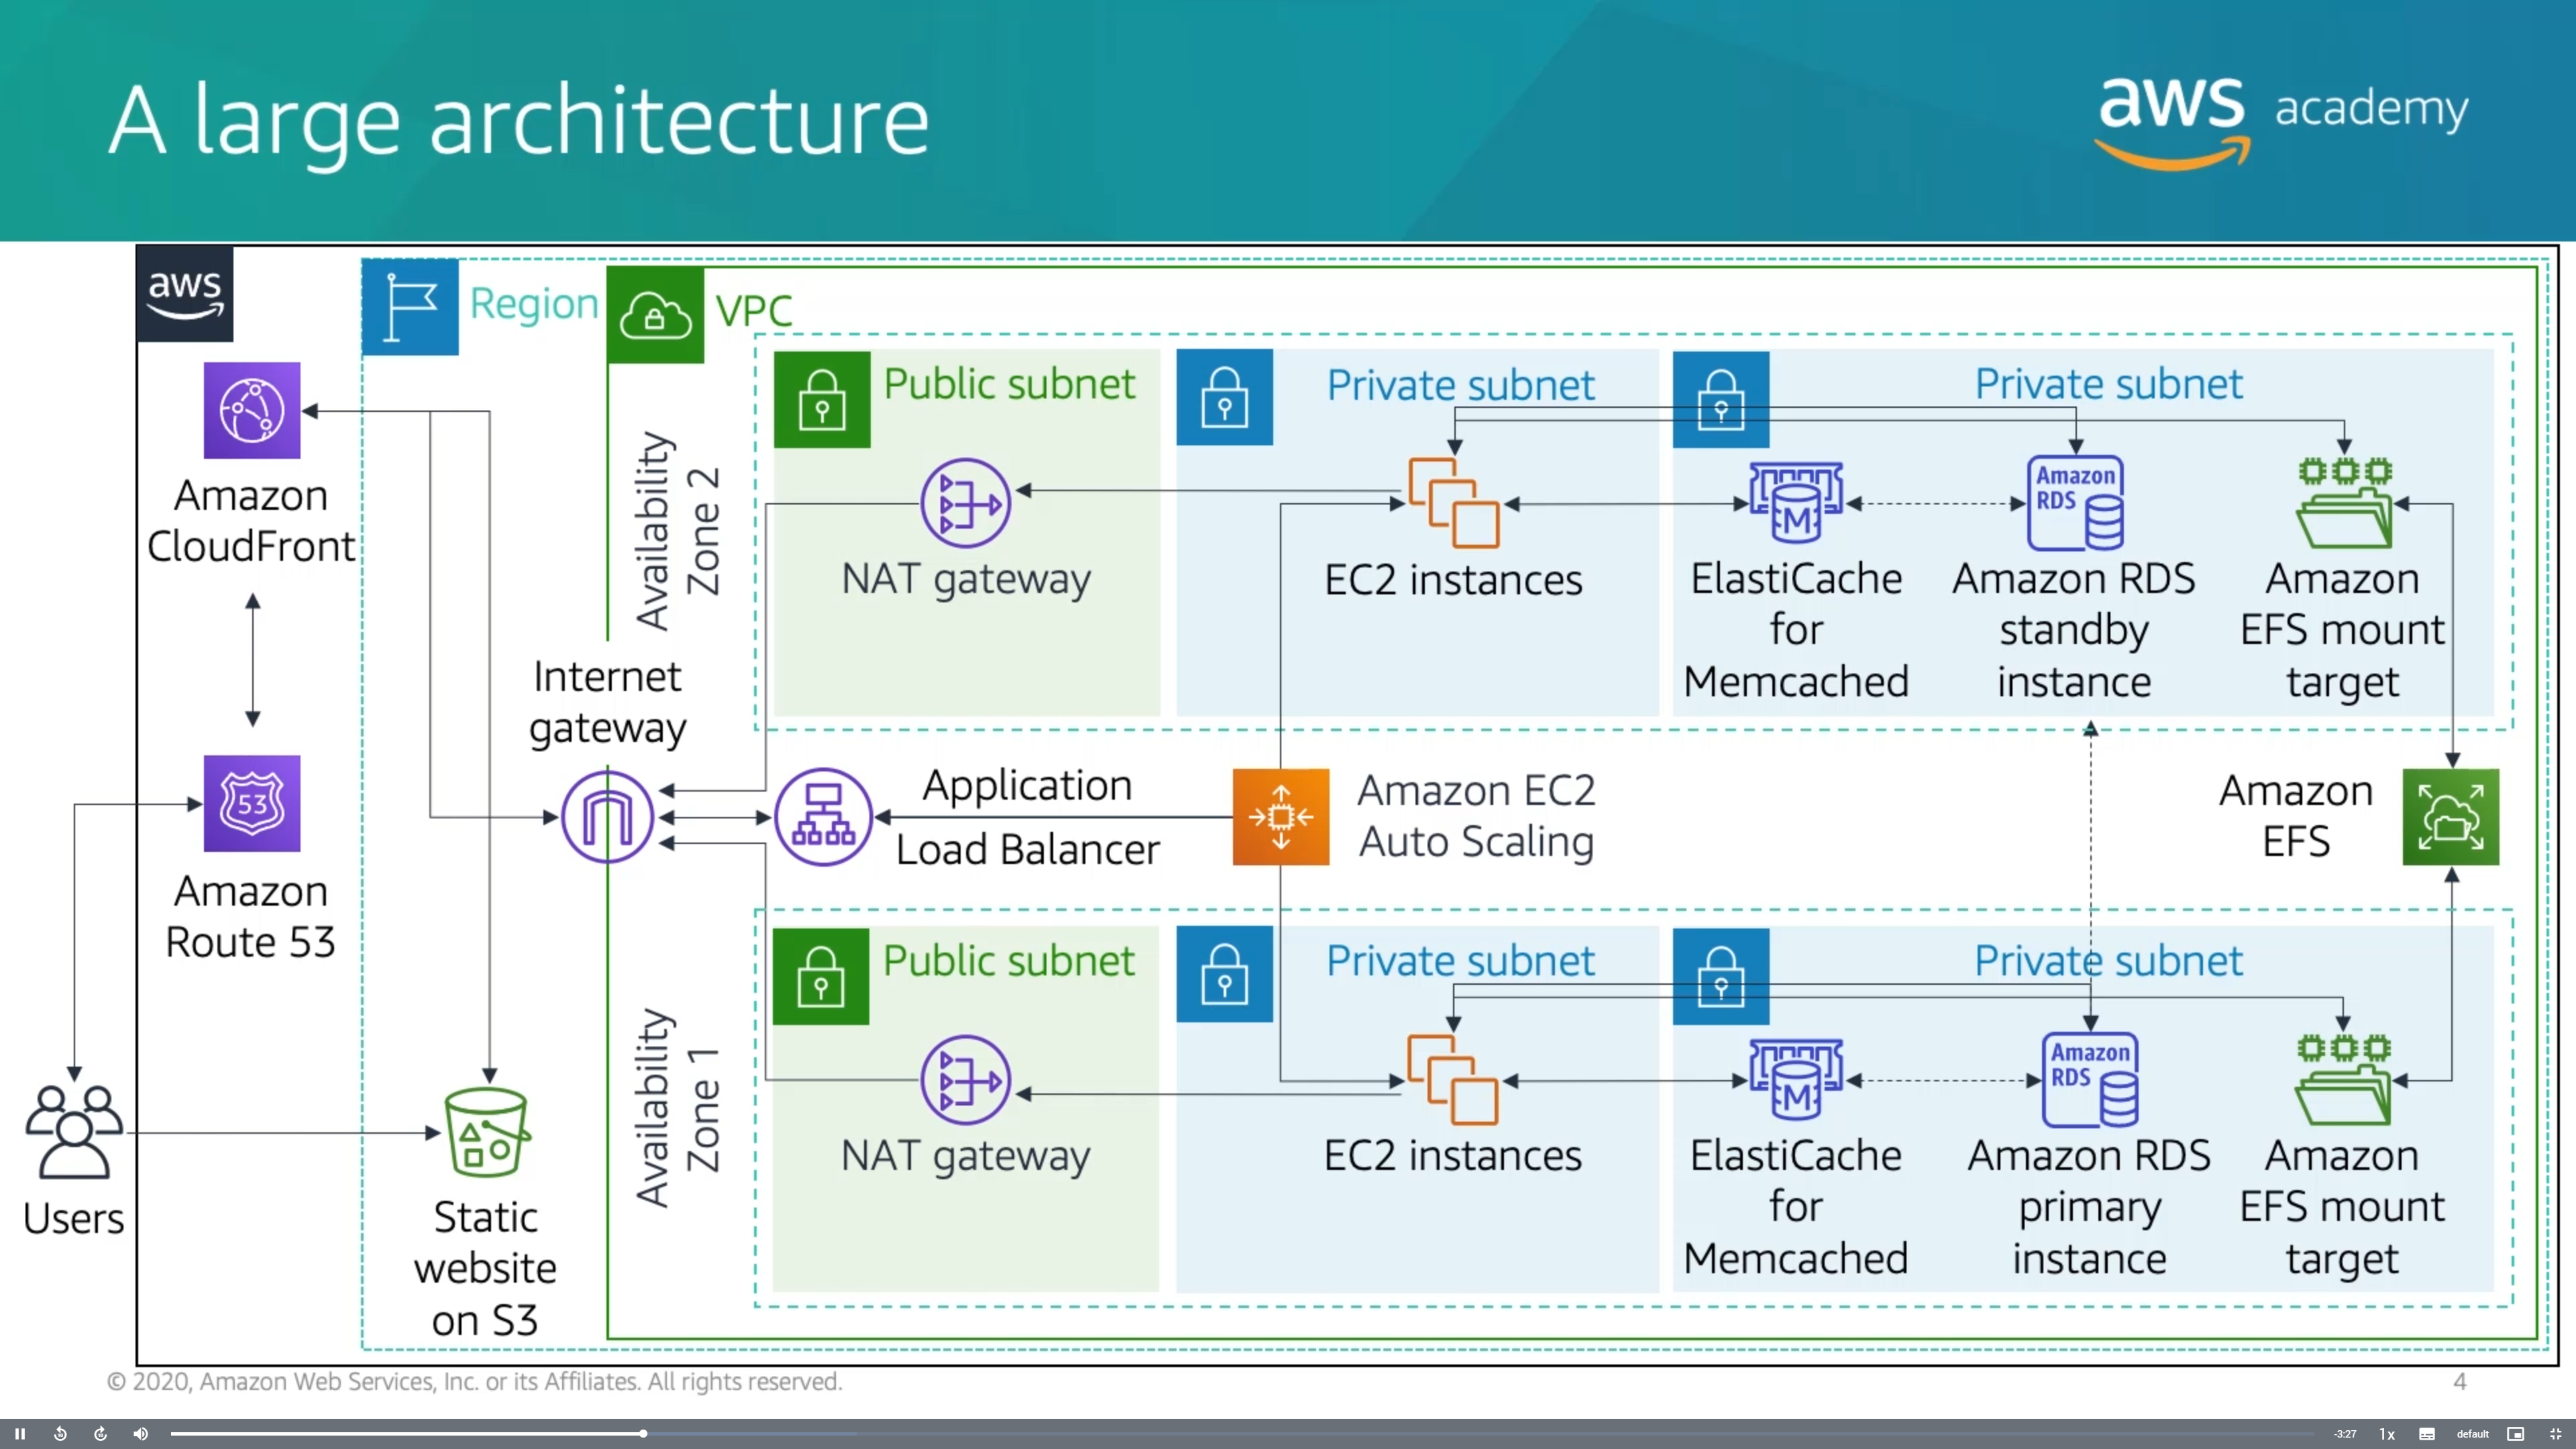 A large architecture
aws academy
aws
Region
VPC
Amazon
CloudFront
Amazon
Route 53
53
Users
Static
website
on S3
Internet
gateway
Availability
Zone 2
Public subnet
NAT gateway
Private subnet
EC2 instances
Private subnet
M
ElastiCache
for
Memcached
Amazon
RDS
Amazon RDS
standby
instance
Amazon
EFS mount
target
Application
Load Balancer
Amazon EC2
Auto Scaling
Amazon
EFS
Availability
Zone 1
Public subnet
NAT gateway
Private subnet
EC2 instances
Private subnet
M
ElastiCache
for
Memcached
Amazon
RDS
Amazon RDS
primary
instance
Amazon
EFS mount
target
© 2020, Amazon Web Services, Inc. or its Affiliates. All rights reserved.
4
-3:27
1x
default